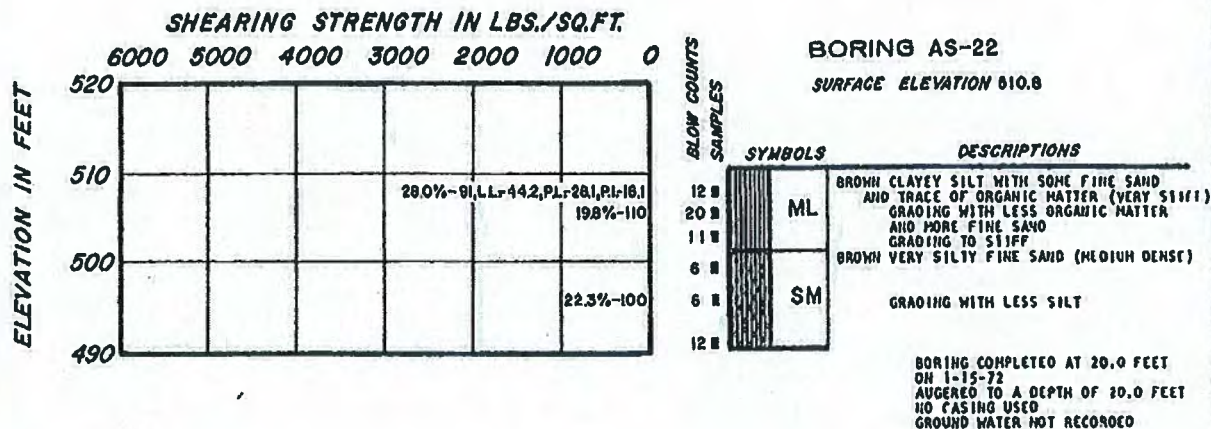 SHEARING STRENGTH IN LBS./SQ.FT.
6000 5000 4000 3000 2000 1000 0
ELEVATION IN FEET
520
510
500
490
28.0%-91, L.L.-44.2, P.L.-28.1, P.I.-16.1
19.8%-110
22.3%-100
BLOW COUNTS
SAMPLES
BORING AS-22
SURFACE ELEVATION 510.8
SYMBOLS
DESCRIPTIONS
12
20
11
6
6
12
ML
SM
BROWN CLAYEY SILT WITH SOME FINE SAND
AND TRACE OF ORGANIC MATTER (VERY STIFF)
GRADING WITH LESS ORGANIC MATTER
AND MORE FINE SAND
GRADING TO STIFF
BROWN VERY SILTY FINE SAND (MEDIUM DENSE)
GRADING WITH LESS SILT
BORING COMPLETED AT 20.0 FEET
ON 1-15-72
AUGERED TO A DEPTH OF 20.0 FEET
NO CASING USED
GROUND WATER NOT RECORDED